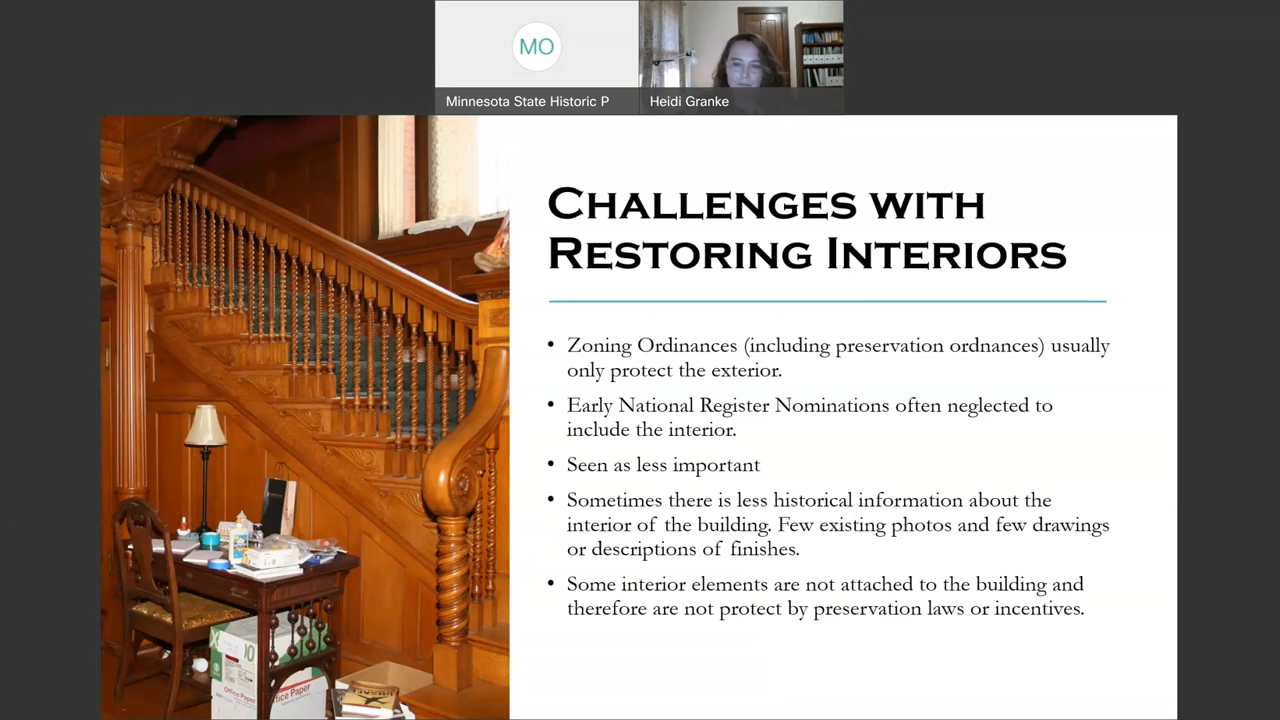 MO
Minnesota State Historic P
Heidi Granke
CHALLENGES WITH
RESTORING INTERIORS
• Zoning Ordinances (including preservation ordnances) usually
only protect the exterior.
• Early National Register Nominations often neglected to
include the interior.
• Seen as less important
• Sometimes there is less historical information about the
interior of the building. Few existing photos and few drawings
or descriptions of finishes.
• Some interior elements are not attached to the building and
therefore are not protect by preservation laws or incentives.
Office Paper
Office Paper